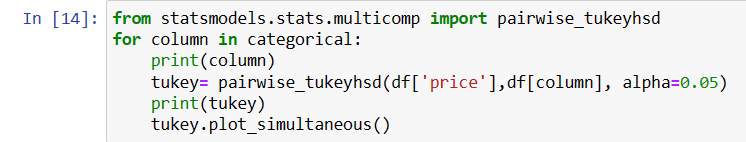 In [14]: from statsmodels.stats.multicomp import pairwise_tukeyhsd
for column in categorical:
    print(column)
    tukey= pairwise_tukeyhsd(df['price'],df[column], alpha=0.05)
    print(tukey)
    tukey.plot_simultaneous()